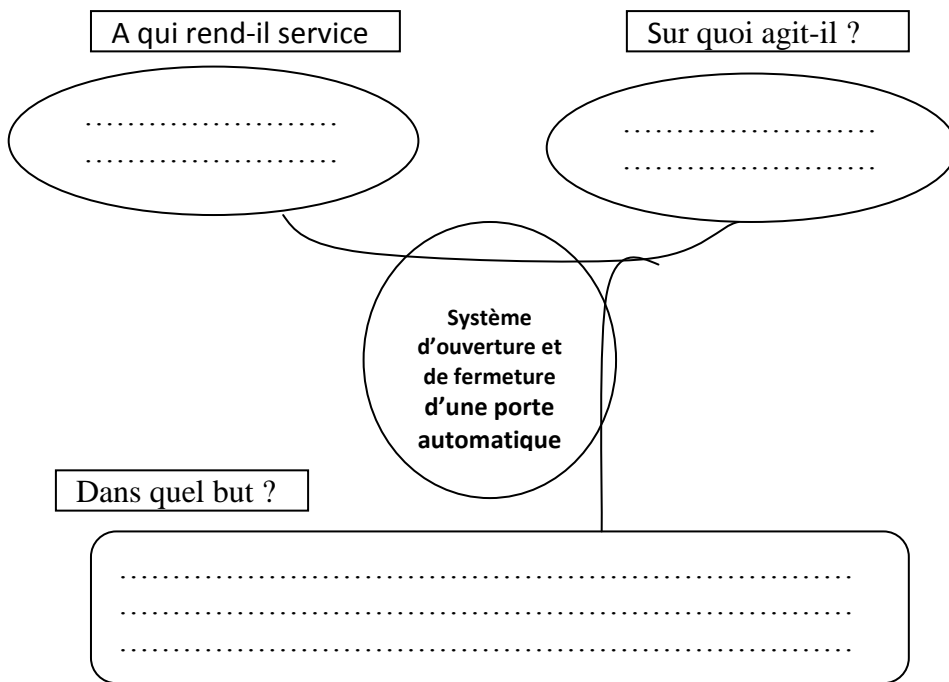 A qui rend-il service
Sur quoi agit-il ?
.......................
.......................
.......................
.......................
Système
d’ouverture et
de fermeture
d’une porte
automatique
Dans quel but ?
....................................................................
....................................................................
....................................................................